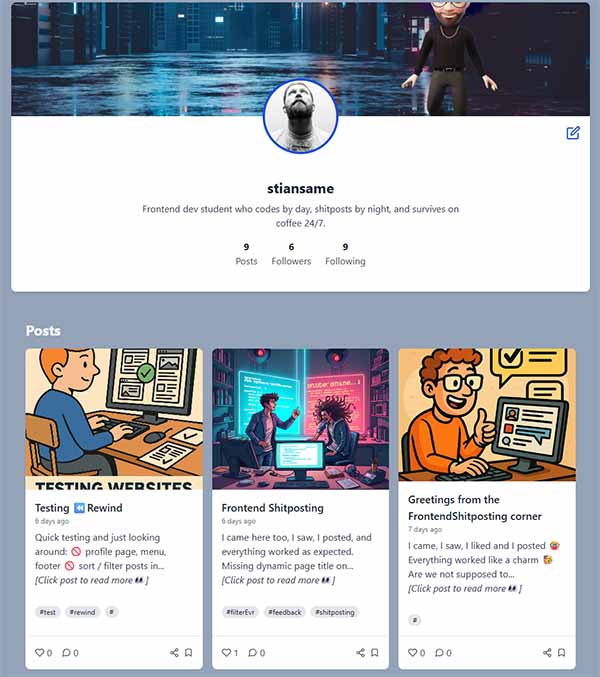 stiansame
Frontend dev student who codes by day, shitposts by night, and survives on
coffee 24/7.
9 6 9
Posts Followers Following
Posts
TESTING WEBSITES
Testing ⏪ Rewind
6 days ago
Quick testing and just looking
around: 🚫 profile page, menu,
footer 🚫 sort / filter posts in...
[Click post to read more👀]
#test #rewind #
0 0
Frontend Shitposting
6 days ago
I came here too, I saw, I posted, and
everything worked as expected.
Missing dynamic page title on...
[Click post to read more👀]
#filterEvr #feedback #shitposting
1 0
Greetings from the
FrontendShitposting corner
7 days ago
I came, I saw, I liked and I posted
Everything worked like a charm
Are we not supposed to...
[Click post to read more👀]
#
0 0